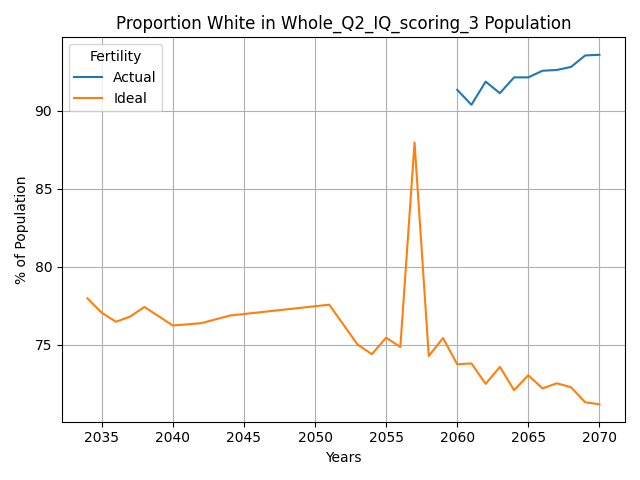 Proportion White in Whole_Q2_IQ_scoring_3 Population
Fertility
Actual
Ideal
% of Population
90
85
80
75
2035
2040
2045
2050
2055
2060
2065
2070
Years